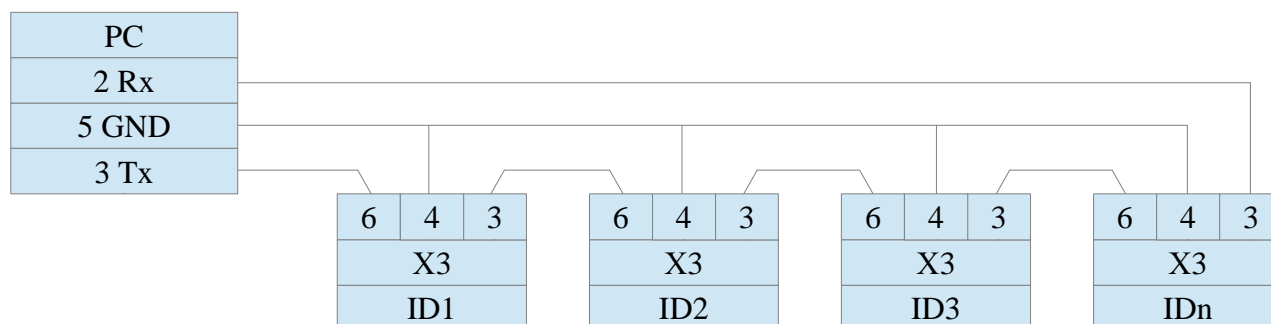 PC
2 Rx
5 GND
3 Tx
6 4 3 6 4 3 6 4 3 6 4 3
X3 X3 X3 X3
ID1 ID2 ID3 IDn